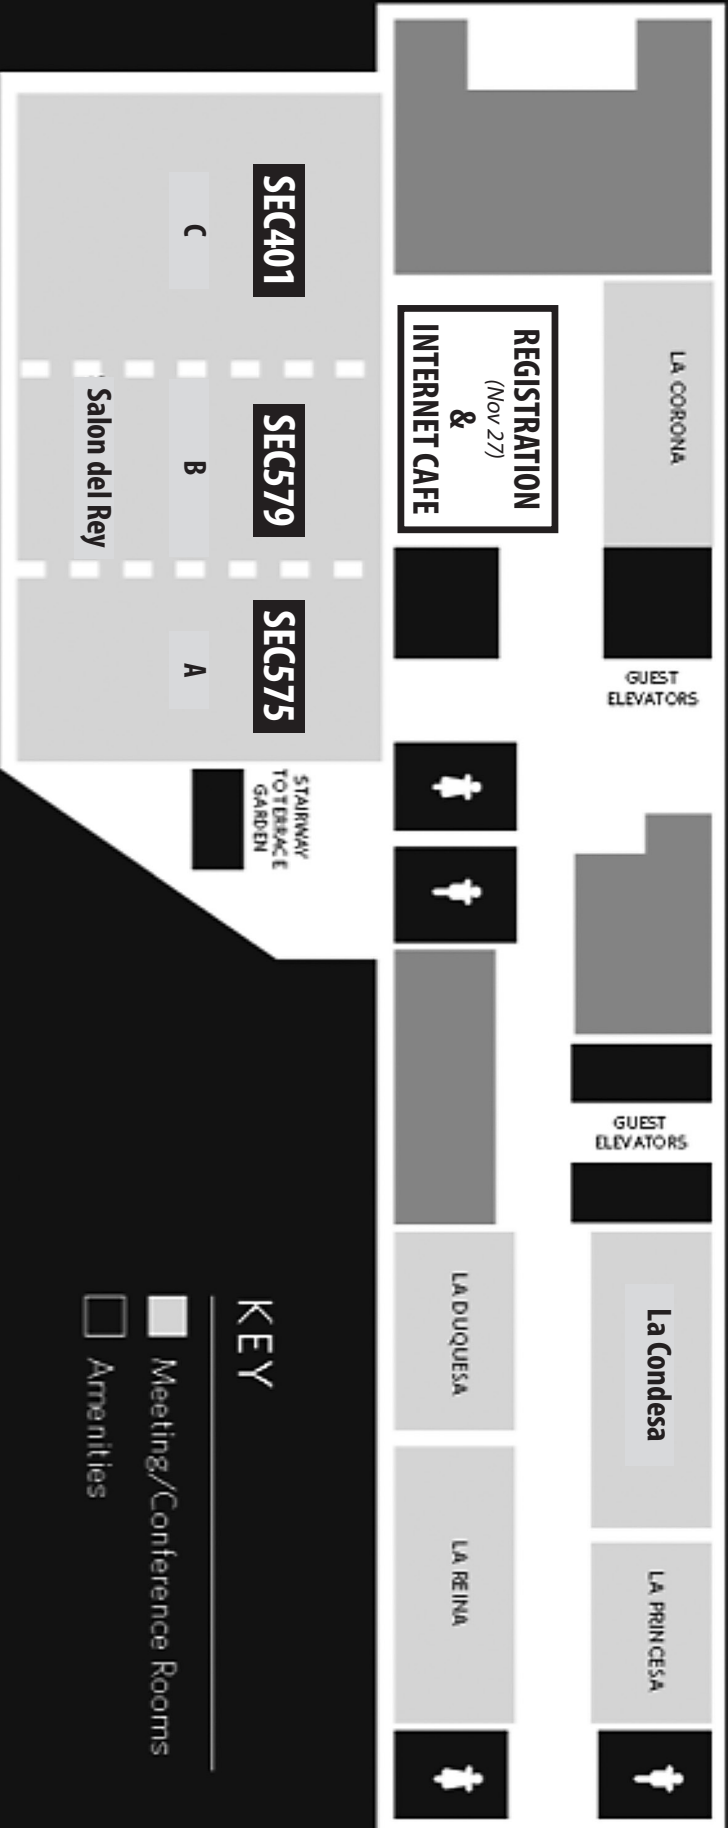 LA CORONA
REGISTRATION
(Nov 27)
&
INTERNET CAFE
SEC401
C
SEC579
B
Salon del Rey
SEC575
A
GUEST
ELEVATORS
STAIRWAY
TO TERRACE
GARDEN
GUEST
ELEVATORS
La Condesa
LA DUQUESA
LA PRINCESA
LA REINA
KEY
Meeting/Conference Rooms
Amenities